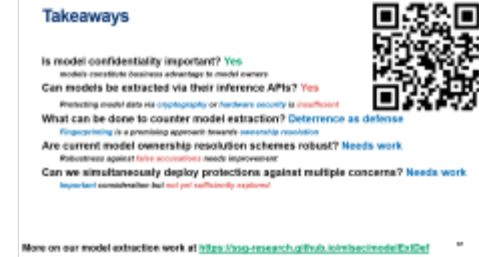 Takeaways
Is model confidentiality important? Yes
models constitute business advantage to model owners
Can models be extracted via their inference APIs? Yes
Protecting model data via cryptography or hardware security is insufficient
What can be done to counter model extraction? Deterrence as defense
Fingerprinting is a promising approach towards ownership resolution
Are current model ownership resolution schemes robust? Needs work
Robustness against false accusations needs improvement
Can we simultaneously deploy protections against multiple concerns? Needs work
Important consideration but not yet sufficiently explored
More on our model extraction work at https://ssg-research.github.io/mlsec/modelExtDef